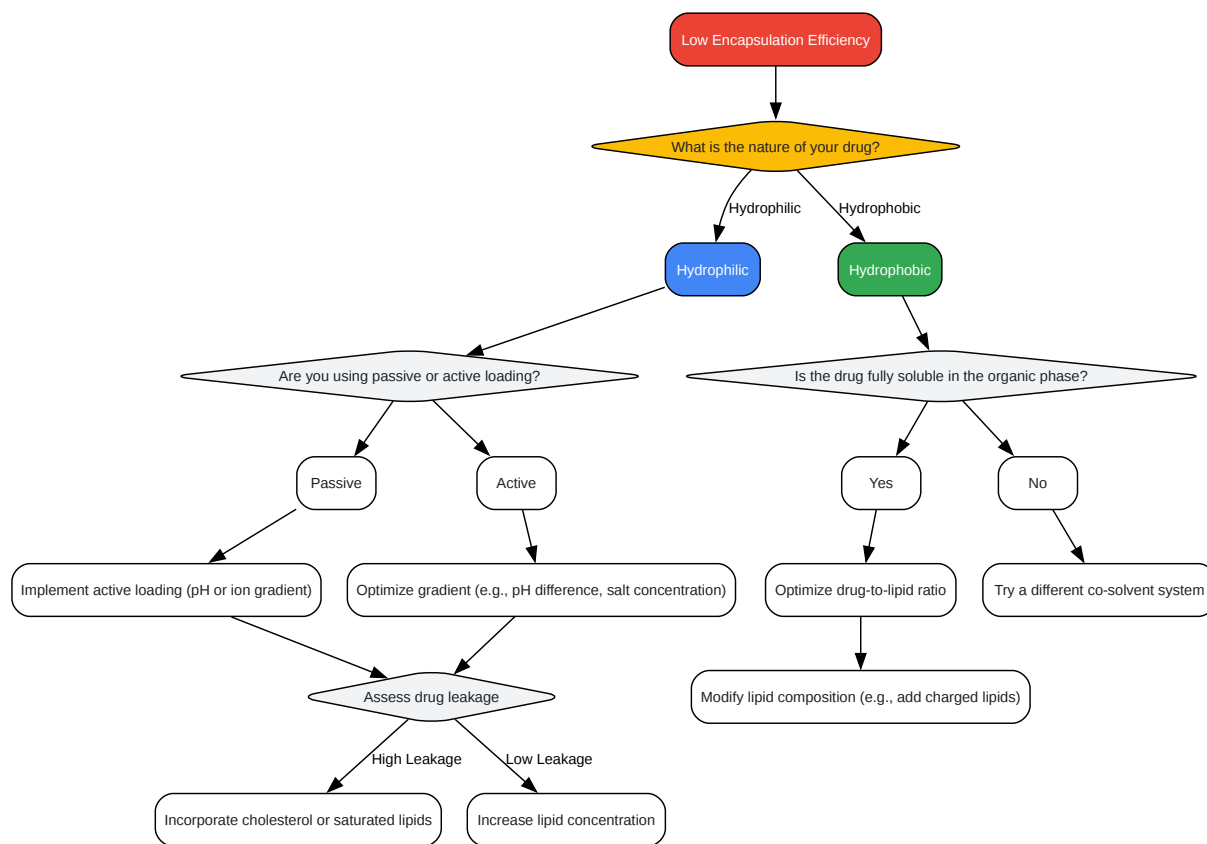 Low Encapsulation Efficiency
What is the nature of your drug?
Hydrophilic
Hydrophobic
Hydrophilic
Hydrophobic
Are you using passive or active loading?
Is the drug fully soluble in the organic phase?
Passive
Active
Yes
No
Implement active loading (pH or ion gradient)
Optimize gradient (e.g., pH difference, salt concentration)
Optimize drug-to-lipid ratio
Try a different co-solvent system
Assess drug leakage
Modify lipid composition (e.g., add charged lipids)
High Leakage
Low Leakage
Incorporate cholesterol or saturated lipids
Increase lipid concentration